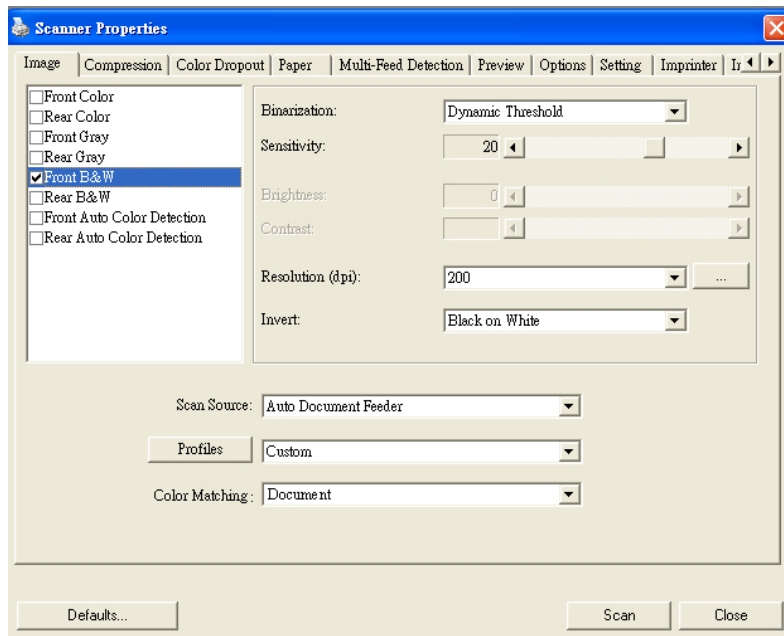 Scanner Properties
Image Compression Color Dropout Paper Multi-Feed Detection Preview Options Setting Imprinter
Front Color
Rear Color
Front Gray
Rear Gray
Front B&W
Rear B&W
Front Auto Color Detection
Rear Auto Color Detection
Binarization: Dynamic Threshold
Sensitivity: 20
Brightness: 0
Contrast:
Resolution (dpi): 200 ...
Invert: Black on White
Scan Source: Auto Document Feeder
Profiles Custom
Color Matching: Document
Defaults... Scan Close